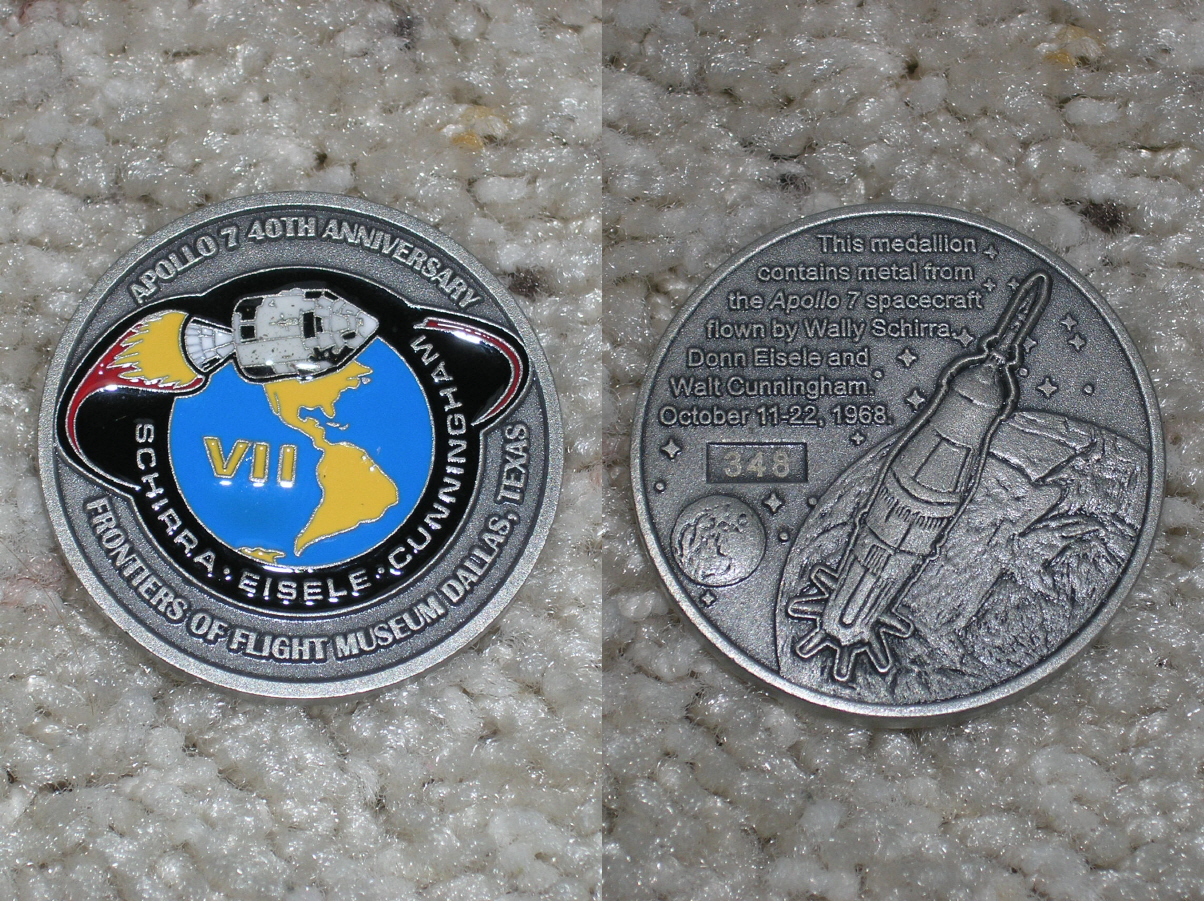 APOLLO 7 40TH ANNIVERSARY
VII
SCHIRRA · EISELE · CUNNINGHAM
FRONTIERS OF FLIGHT MUSEUM DALLAS, TEXAS
This medallion
contains metal from
the Apollo 7 spacecraft
flown by Wally Schirra,
Donn Eisele and
Walt Cunningham.
October 11-22, 1968.
348